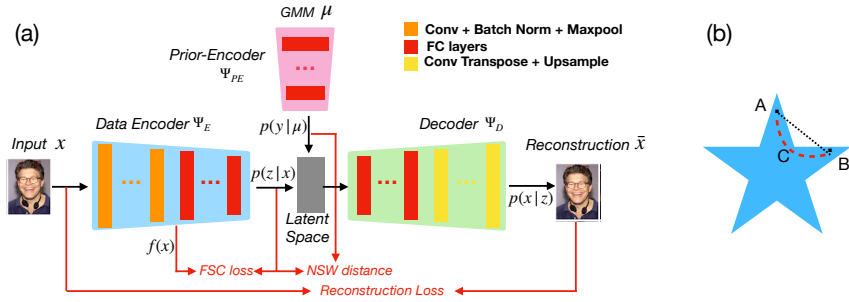 (a)
GMM μ
Prior-Encoder
Ψ_PE
Conv + Batch Norm + Maxpool
FC layers
Conv Transpose + Upsample
(b)
Input x
Data Encoder Ψ_E
p(y|μ)
Decoder Ψ_D
Reconstruction x̄
p(z|x)
Latent
Space
p(x|z)
f(x)
FSC loss
NSW distance
Reconstruction Loss
A
C
B